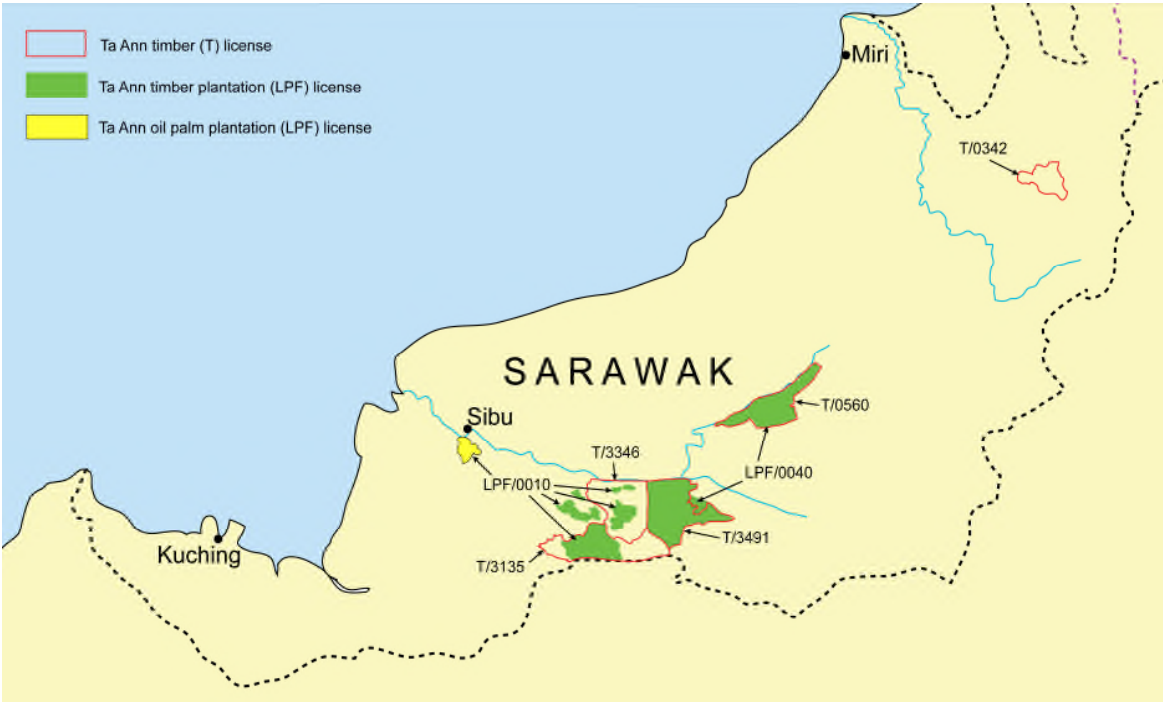 Ta Ann timber (T) license
Ta Ann timber plantation (LPF) license
Ta Ann oil palm plantation (LPF) license
Miri
T/0342
SARAWAK
T/0560
Sibu
T/3346
LPF/0040
LPF/0010
T/3491
Kuching
T/3135